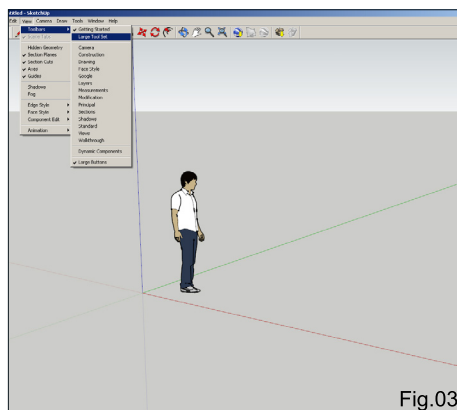 Untitled - SketchUp
Edit View Camera Draw Tools Window Help
Toolbars
Hidden Geometry
Section Planes
Section Cuts
Axes
Guides
Shadows
Fog
Edge Style
Face Style
Component Edit
Animation
Getting Started
Large Tool Set
Camera
Construction
Drawing
Face Style
Google
Layers
Measurements
Modification
Principal
Sections
Shadows
Standard
Views
Walkthrough
Dynamic Components
Large Buttons
Fig.03